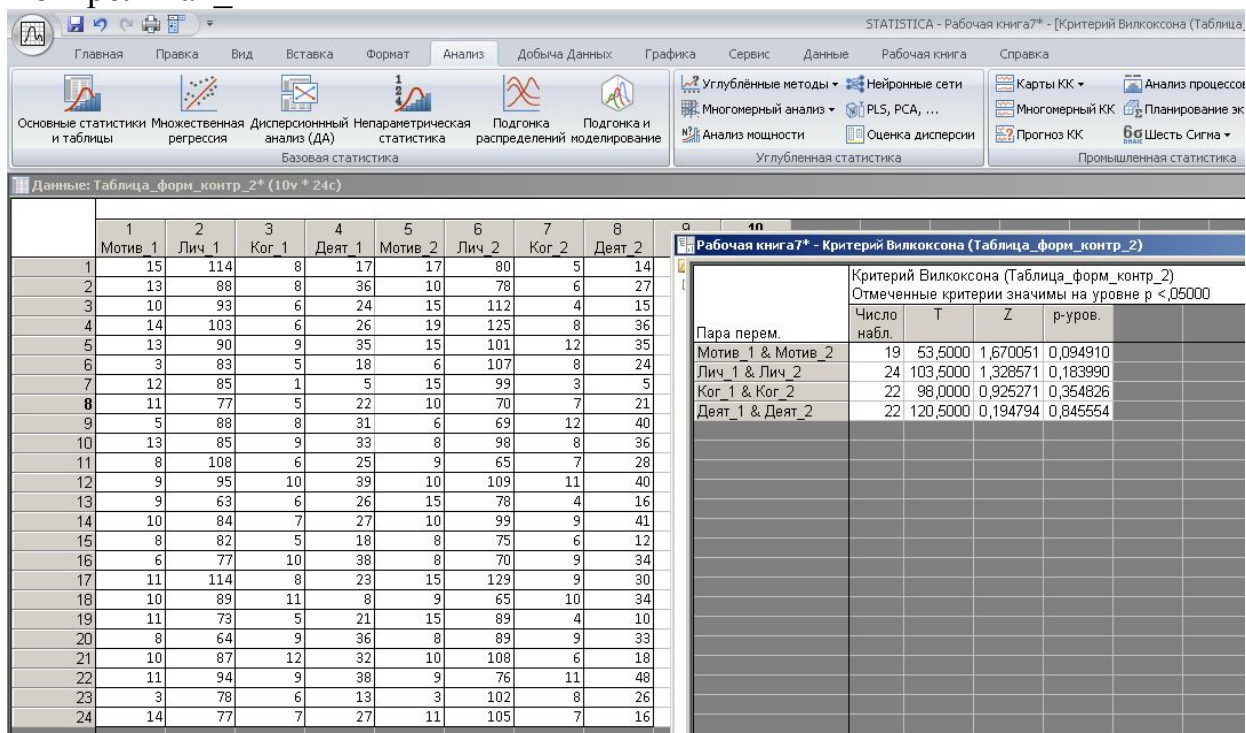 STATISTICA - Рабочая книга7* - [Критерий Вилкоксона (Таблица_
Главная Правка Вид Вставка Формат Анализ Добыча Данных Графика Сервис Данные Рабочая книга Справка
Основные статистики и таблицы
Множественная регрессия
Дисперсионнный анализ (ДА)
Непараметрическая статистика
Подгонка распределений
Подгонка и моделирование
Базовая статистика
Углублённые методы
Нейронные сети
Многомерный анализ
PLS, PCA, ...
Анализ мощности
Оценка дисперсии
Углубленная статистика
Карты КК
Анализ процессов
Многомерный КК
Планирование эк
Прогноз КК
Шесть Сигма
Промышленная статистика
Данные: Таблица_форм_контр_2* (10v * 24c)
1 2 3 4 5 6 7 8 9 10
Мотив_1 Лич_1 Ког_1 Деят_1 Мотив_2 Лич_2 Ког_2 Деят_2
1 15 114 8 17 17 80 5 14
2 13 88 8 36 10 78 6 27
3 10 93 6 24 15 112 4 15
4 14 103 6 26 19 125 8 36
5 13 90 9 35 15 101 12 35
6 3 83 5 18 6 107 8 24
7 12 85 1 5 15 99 3 5
8 11 77 5 22 10 70 7 21
9 5 88 8 31 6 69 12 40
10 13 85 9 33 8 98 8 36
11 8 108 6 25 9 65 7 28
12 9 95 10 39 10 109 11 40
13 9 63 6 26 15 78 4 16
14 10 84 7 27 10 99 9 41
15 8 82 5 18 8 75 6 12
16 6 77 10 38 8 70 9 34
17 11 114 8 23 15 129 9 30
18 10 89 11 8 9 65 10 34
19 11 73 5 21 15 89 4 10
20 8 64 9 36 8 89 9 33
21 10 87 12 32 10 108 6 18
22 11 94 9 38 9 76 11 48
23 3 78 6 13 3 102 8 26
24 14 77 7 27 11 105 7 16
Рабочая книга7* - Критерий Вилкоксона (Таблица_форм_контр_2)
Критерий Вилкоксона (Таблица_форм_контр_2)
Отмеченные критерии значимы на уровне p <,05000
Пара перем. Число набл. T Z p-уров.
Мотив_1 & Мотив_2 19 53,5000 1,670051 0,094910
Лич_1 & Лич_2 24 103,5000 1,328571 0,183990
Ког_1 & Ког_2 22 98,0000 0,925271 0,354826
Деят_1 & Деят_2 22 120,5000 0,194794 0,845554